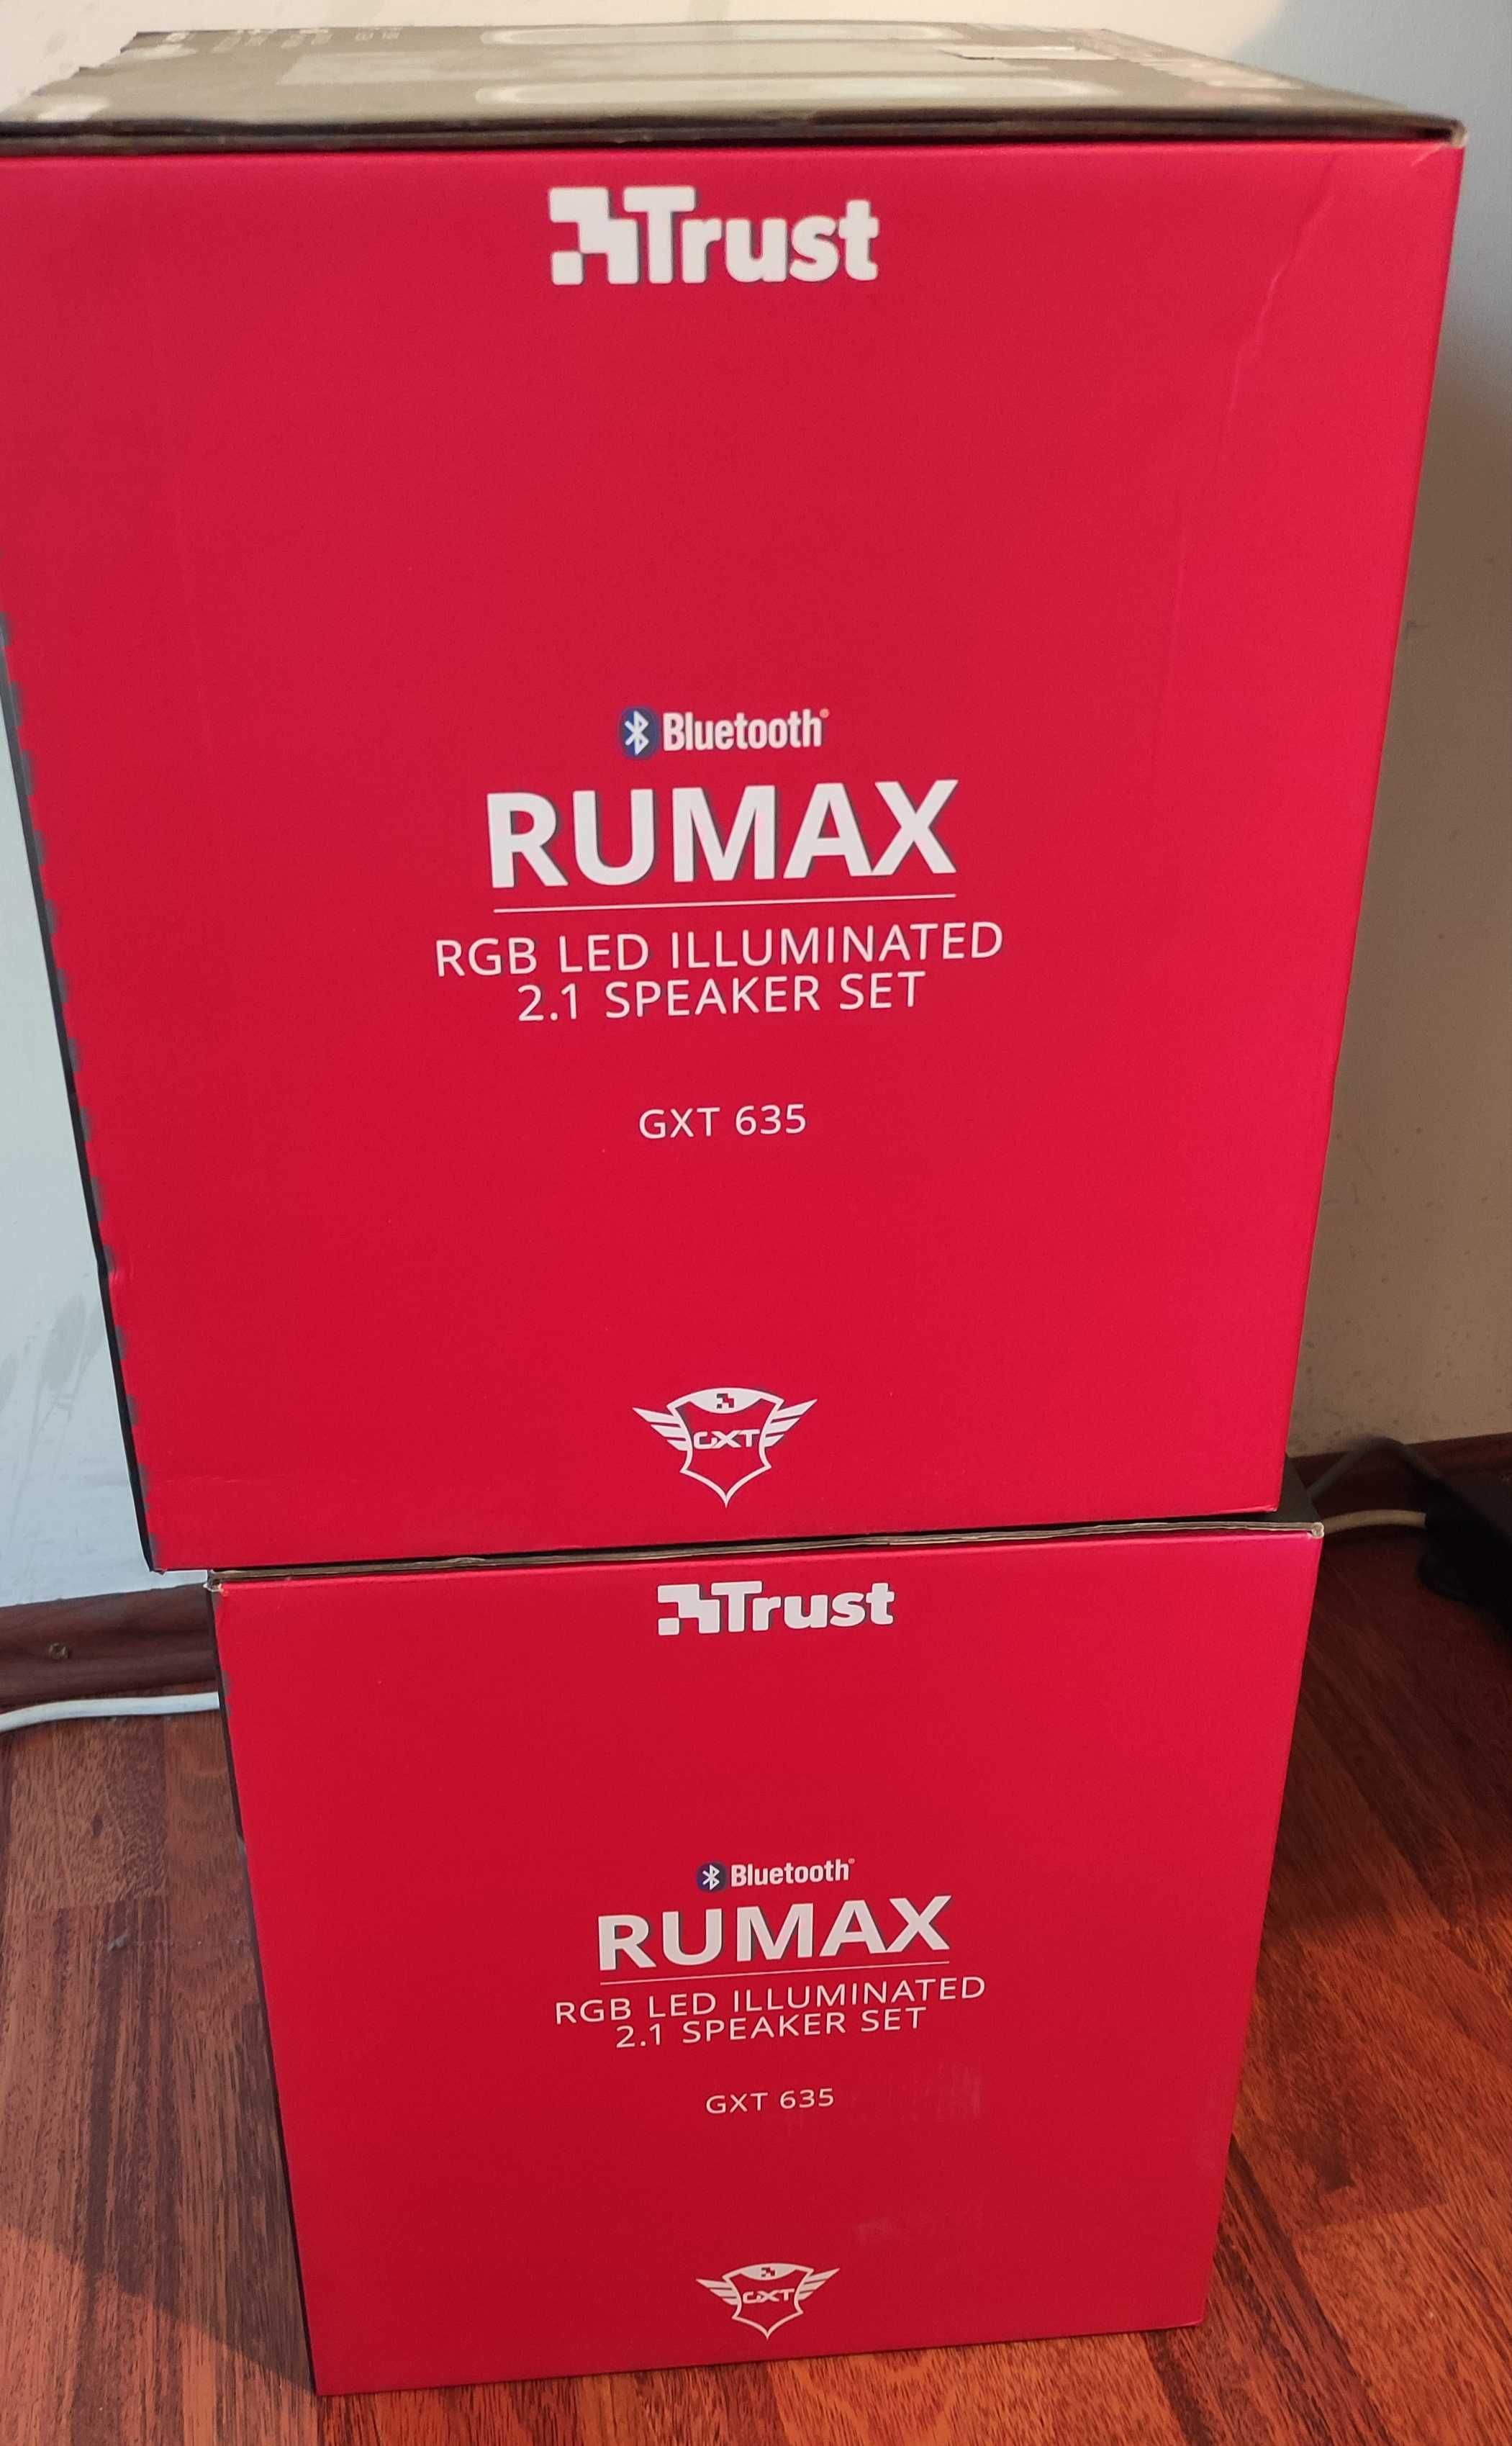 Trust
Bluetooth®
RUMAX
RGB LED ILLUMINATED
2.1 SPEAKER SET
GXT 635
GXT
Trust
Bluetooth®
RUMAX
RGB LED ILLUMINATED
2.1 SPEAKER SET
GXT 635
GXT